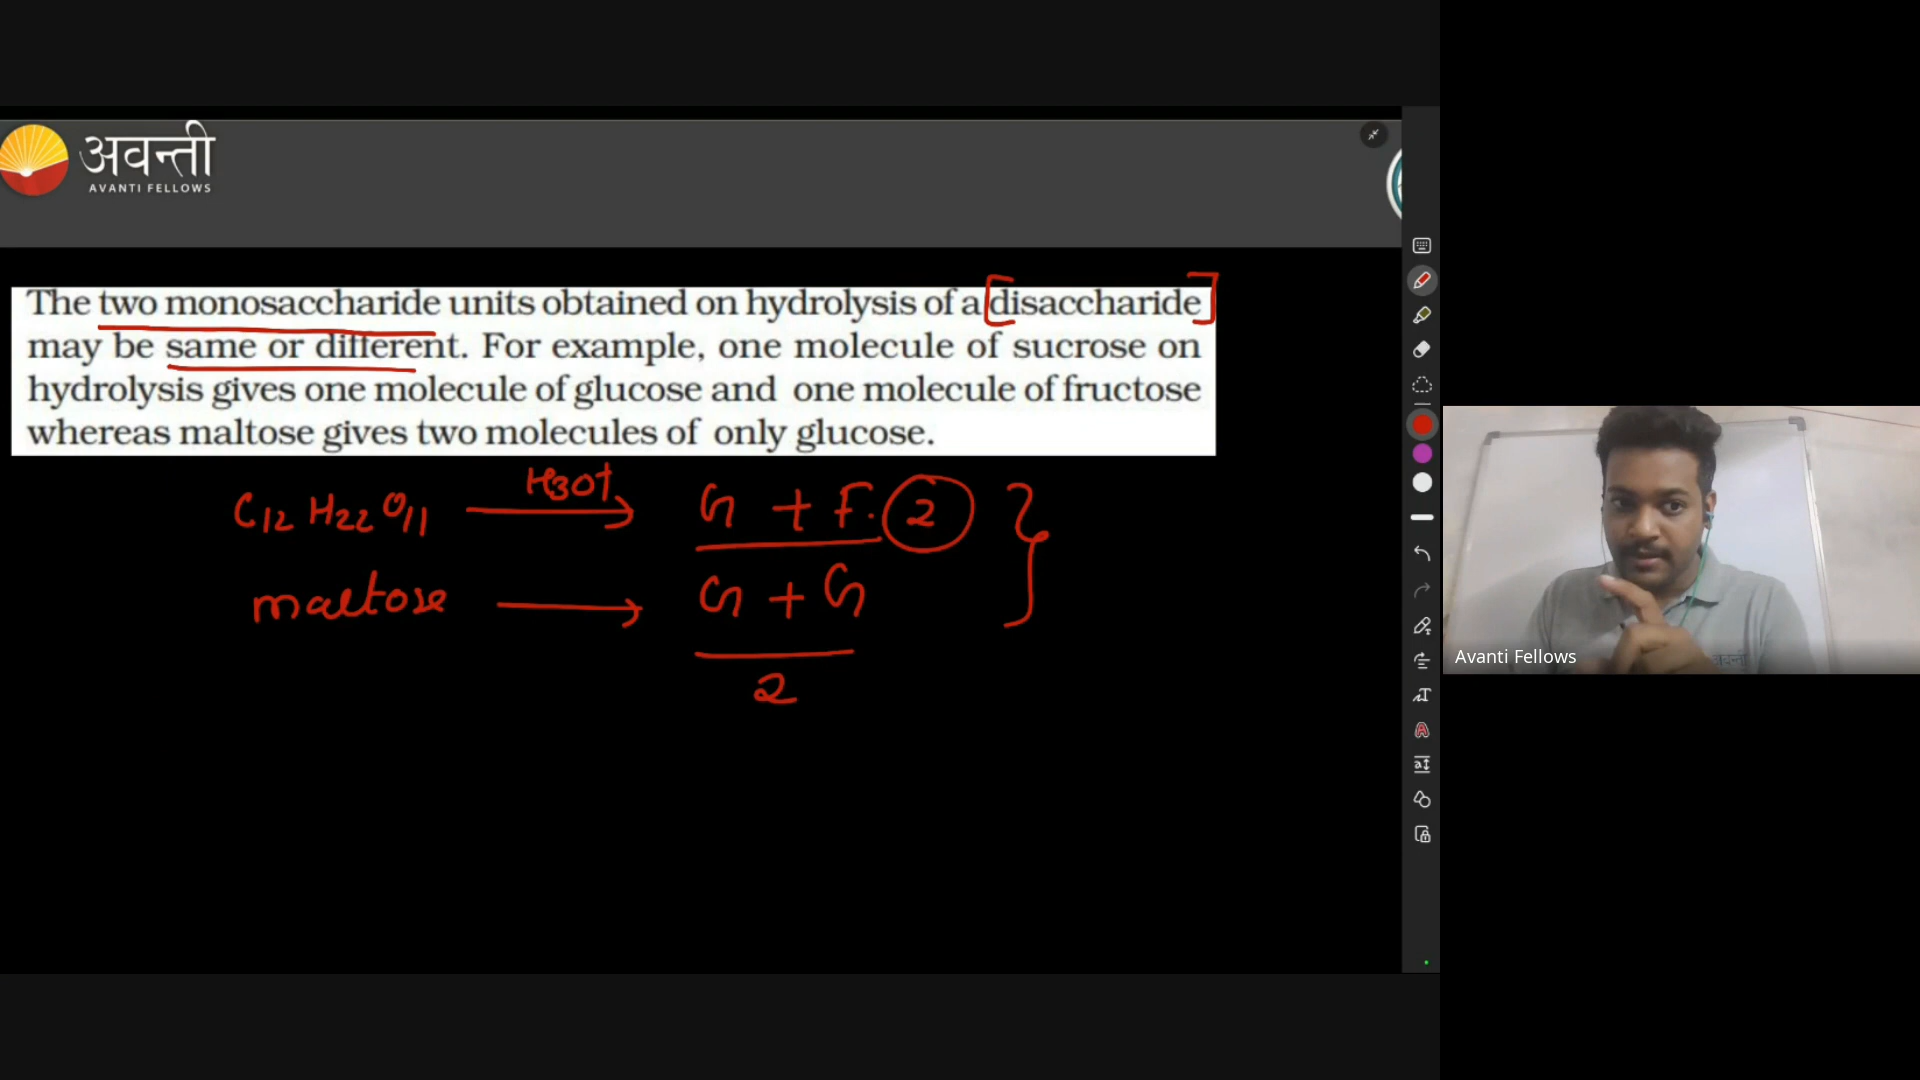 अवन्ती
AVANTI FELLOWS
The two monosaccharide units obtained on hydrolysis of a [disaccharide]
may be same or different. For example, one molecule of sucrose on
hydrolysis gives one molecule of glucose and one molecule of fructose
whereas maltose gives two molecules of only glucose.
C12 H22 O11 ⟶ H3O+ G + F. 2
maltose ⟶ G + G
2
Avanti Fellows